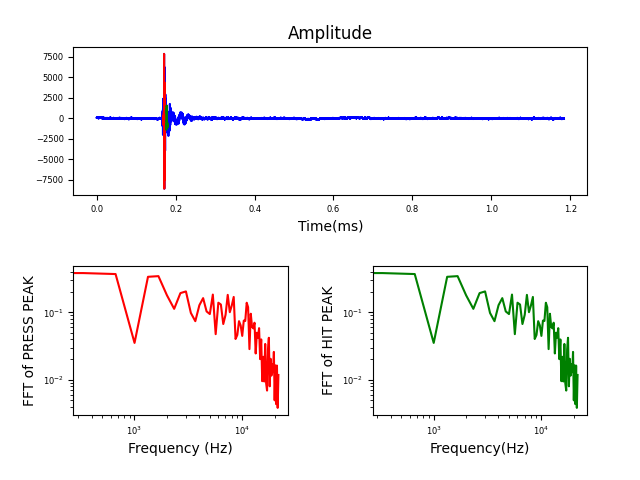 Amplitude
7500
5000
2500
0
−2500
−5000
−7500
0.0 0.2 0.4 0.6 0.8 1.0 1.2
Time(ms)
FFT of PRESS PEAK
10⁻¹
10⁻²
10³ 10⁴
Frequency (Hz)
FFT of HIT PEAK
10⁻¹
10⁻²
10³ 10⁴
Frequency(Hz)